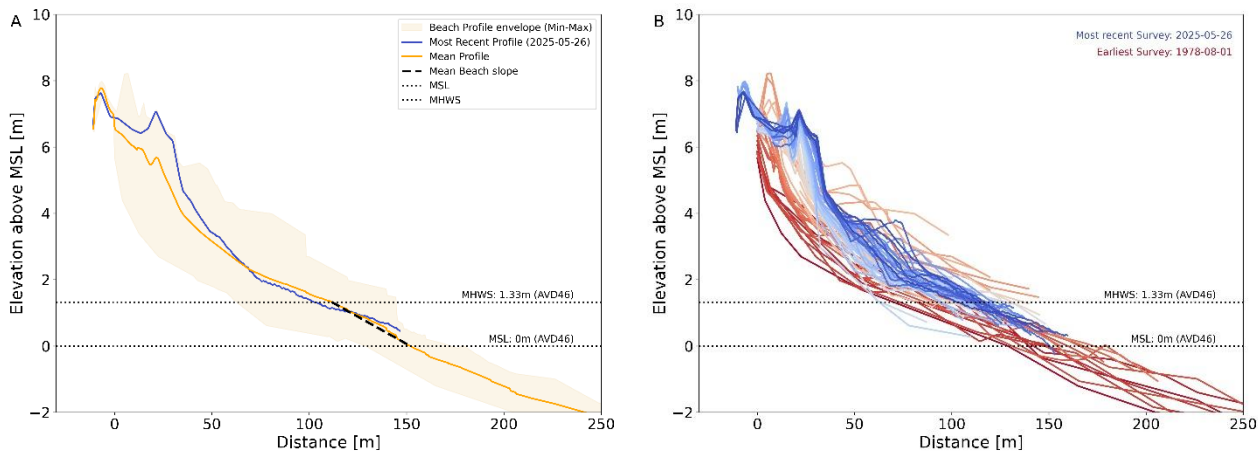 A
Beach Profile envelope (Min-Max)
Most Recent Profile (2025-05-26)
Mean Profile
Mean Beach slope
MSL
MHWS
10
8
6
4
2
0
−2
Elevation above MSL [m]
MHWS: 1.33m (AVD46)
MSL: 0m (AVD46)
0
50
100
150
200
250
Distance [m]
B
Most recent Survey: 2025-05-26
Earliest Survey: 1978-08-01
10
8
6
4
2
0
−2
Elevation above MSL [m]
MHWS: 1.33m (AVD46)
MSL: 0m (AVD46)
0
50
100
150
200
250
Distance [m]